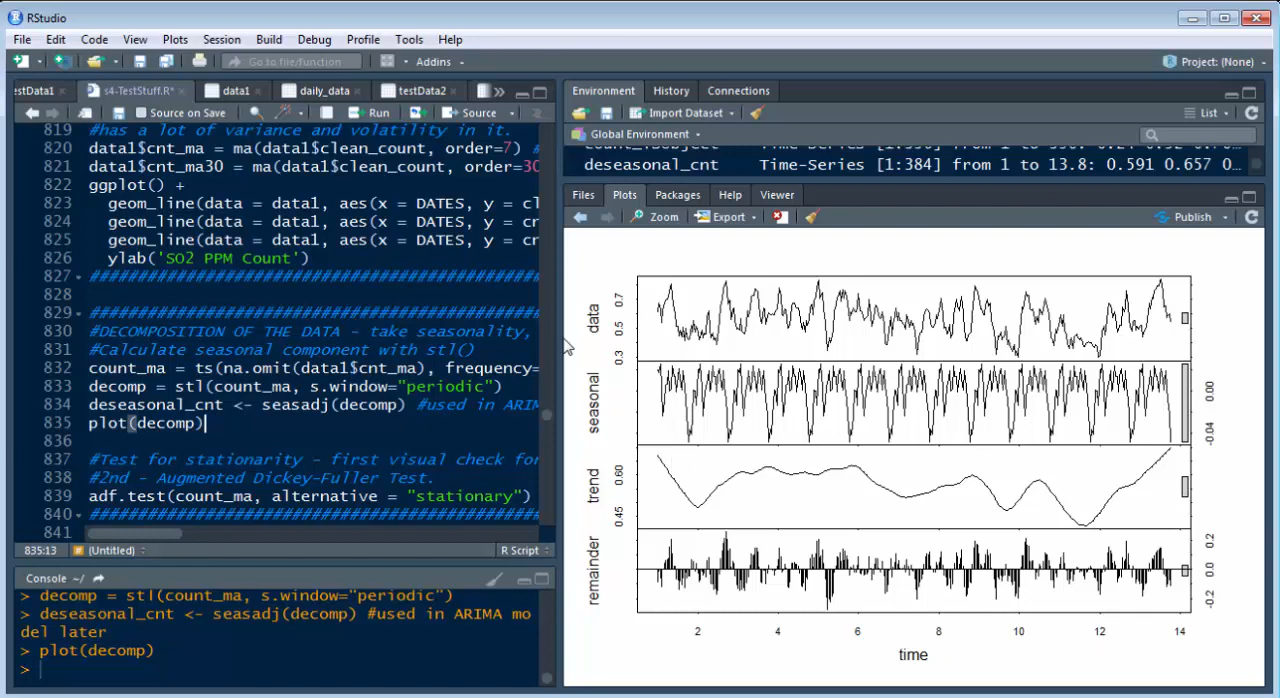 RStudio
File Edit Code View Plots Session Build Debug Profile Tools Help
Go to file/function Addins Project: (None)
stData1 s4-TestStuff.R* data1 daily_data testData2
Source on Save Run Source
819 #has a lot of variance and volatility in it.
820 data1$cnt_ma = ma(data1$clean_count, order=7) #
821 data1$cnt_ma30 = ma(data1$clean_count, order=30
822 ggplot() +
823 geom_line(data = data1, aes(x = DATES, y = cl
824 geom_line(data = data1, aes(x = DATES, y = cn
825 geom_line(data = data1, aes(x = DATES, y = cn
826 ylab('SO2 PPM Count')
827 ################################################
828
829 ################################################
830 #DECOMPOSITION OF THE DATA - take seasonality,
831 #Calculate seasonal component with stl()
832 count_ma = ts(na.omit(data1$cnt_ma), frequency=
833 decomp = stl(count_ma, s.window="periodic")
834 deseasonal_cnt <- seasadj(decomp) #used in ARIM
835 plot(decomp)
836
837 #Test for stationarity - first visual check for
838 #2nd - Augmented Dickey-Fuller Test.
839 adf.test(count_ma, alternative = "stationary")
840 ################################################
841
835:13 (Untitled) R Script
Console ~/
> decomp = stl(count_ma, s.window="periodic")
> deseasonal_cnt <- seasadj(decomp) #used in ARIMA mo
del later
> plot(decomp)
>
Environment History Connections
Import Dataset List
Global Environment
deseasonal_cnt Time-Series [1:384] from 1 to 13.8: 0.591 0.657 0...
Files Plots Packages Help Viewer
Zoom Export Publish
data
0.3 0.5 0.7
seasonal
-0.04 0.00
trend
0.45 0.60
remainder
-0.2 0.0 0.2
2 4 6 8 10 12 14
time